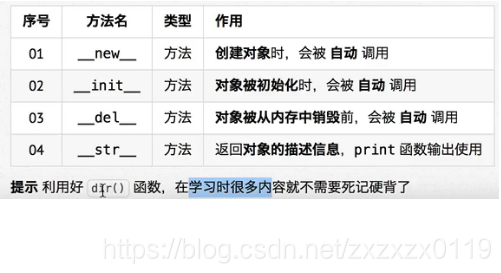 序号 方法名 类型 作用
01 __new__ 方法 创建对象时，会被 自动 调用
02 __init__ 方法 对象被初始化时，会被 自动 调用
03 __del__ 方法 对象被从内存中销毁前，会被 自动 调用
04 __str__ 方法 返回对象的描述信息，print 函数输出使用
提示 利用好 dir() 函数，在学习时很多内容就不需要死记硬背了
https://blog.csdn.net/zxzxzx0119